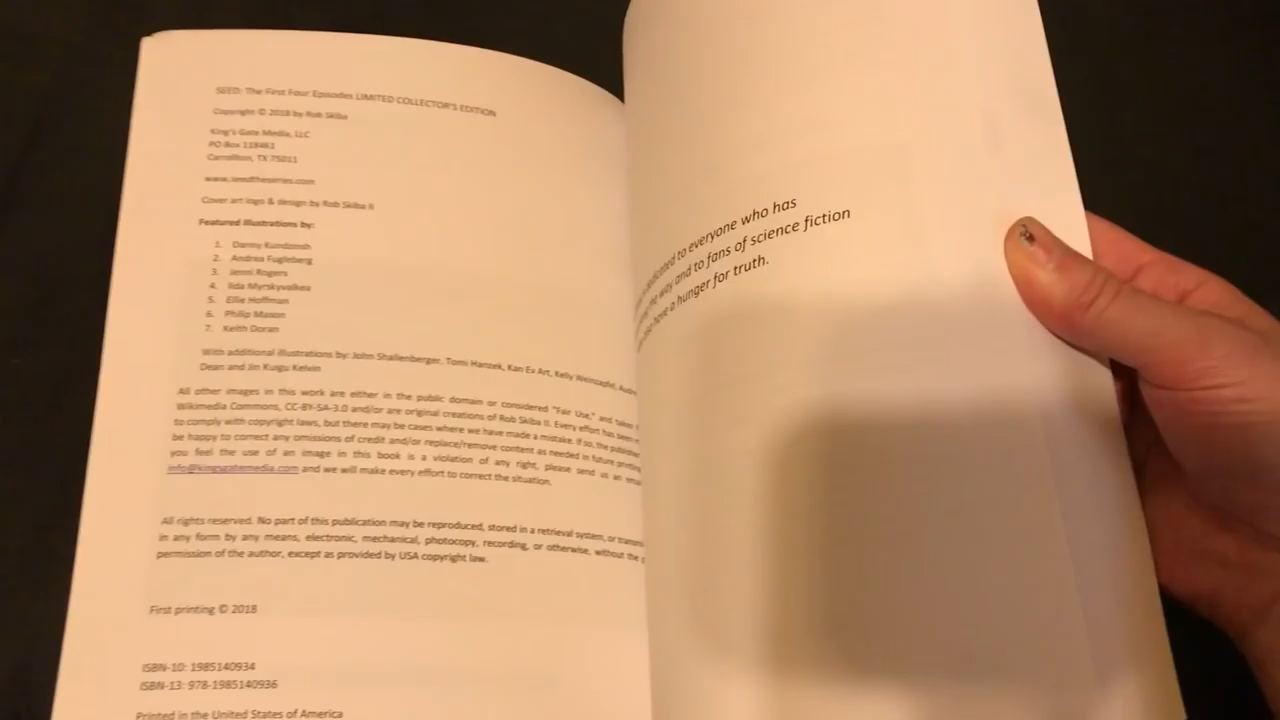 SEED: The First Four Episodes LIMITED COLLECTOR'S EDITION
Copyright © 2018 by Rob Skiba
King's Gate Media, LLC
PO Box 118461
Carrollton, TX 75011
www.seedtheseries.com
Cover art logo & design by Rob Skiba II
Featured illustrations by:
1. Danny Kundzinsh
2. Andrea Fugleberg
3. Jenni Rogers
4. Iida Myrskyvalkea
5. Ellie Hoffman
6. Philip Mason
7. Keith Doran
With additional illustrations by: John Shallenberger, Tomi Hanzek, Kan Ev Art, Kelly
Dean and Jin Kuigu Kelvin
All other images in this work are either in the public domain or considered "Fair Use," and taken
Wikimedia Commons, CC-BY-SA-3.0 and/or are original creations of Rob Skiba II. Every effort has been
to comply with copyright laws, but there may be cases where we have made a mistake. If so, the publisher
be happy to correct any omissions of credit and/or replace/remove content as needed in future printing
you feel the use of an image in this book is a violation of any right, please send us an
info@kingsgatemedia.com and we will make every effort to correct the situation.
All rights reserved. No part of this publication may be reproduced, stored in a retrieval system, or
in any form by any means, electronic, mechanical, photocopy, recording, or otherwise, without the
permission of the author, except as provided by USA copyright law.
First printing © 2018
ISBN-10: 1985140934
ISBN-13: 978-1985140936
Printed in the United States of America
dedicated to everyone who has
the way and to fans of science fiction
have a hunger for truth.